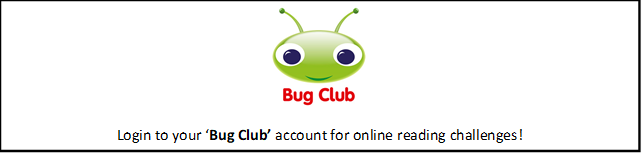 Bug Club
Login to your ‘Bug Club’ account for online reading challenges!